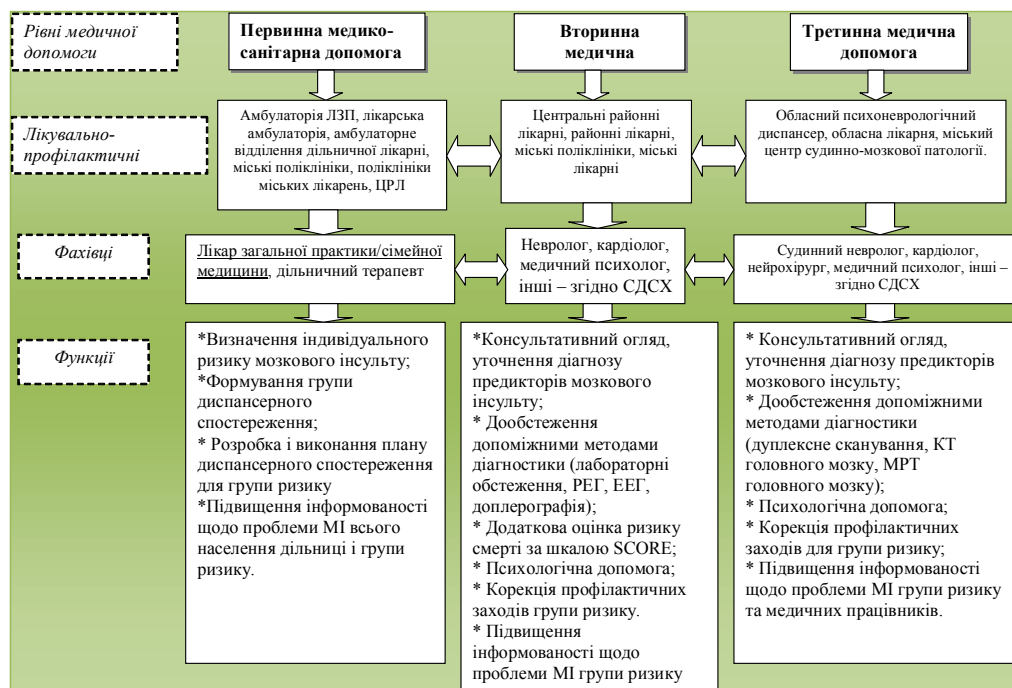 Рівні медичної
допомоги
Первинна медико-
санітарна допомога
Вторинна
медична
Третинна медична
допомога
Лікувально-
профілактичні
Амбулаторія ЛЗП, лікарська
амбулаторія, амбулаторне
відділення дільничної лікарні,
міські поліклініки, поліклініки
міських лікарень, ЦРЛ
Центральні районні
лікарні, районні лікарні,
міські поліклініки, міські
лікарні
Обласний психоневрологічний
диспансер, обласна лікарня, міський
центр судинно-мозкової патології.
Фахівці
Лікар загальної практики/сімейної
медицини, дільничний терапевт
Невролог, кардіолог,
медичний психолог,
інші – згідно СДСХ
Судинний невролог, кардіолог,
нейрохірург, медичний психолог, інші –
згідно СДСХ
Функції
*Визначення індивідуального
ризику мозкового інсульту;
*Формування групи
диспансерного
спостереження;
* Розробка і виконання плану
диспансерного спостереження
для групи ризику
*Підвищення інформованості
щодо проблеми МІ всього
населення дільниці і групи
ризику.
*Консультативний огляд,
уточнення діагнозу
предикторів мозкового
інсульту;
* Дообстеження
допоміжними методами
діагностики (лабораторні
обстеження, РЕГ, ЕЕГ,
доплерографія);
* Додаткова оцінка ризику
смерті за шкалою SCORE;
* Психологічна допомога;
* Корекція профілактичних
заходів групи ризику.
* Підвищення
інформованості щодо
проблеми МІ групи ризику
* Консультативний огляд,
уточнення діагнозу предикторів
мозкового інсульту;
* Дообстеження допоміжними
методами діагностики
(дуплексне сканування, КТ
головного мозку, МРТ
головного мозку);
* Психологічна допомога;
* Корекція профілактичних
заходів для групи ризику;
* Підвищення інформованості
щодо проблеми МІ групи ризику
та медичних працівників.